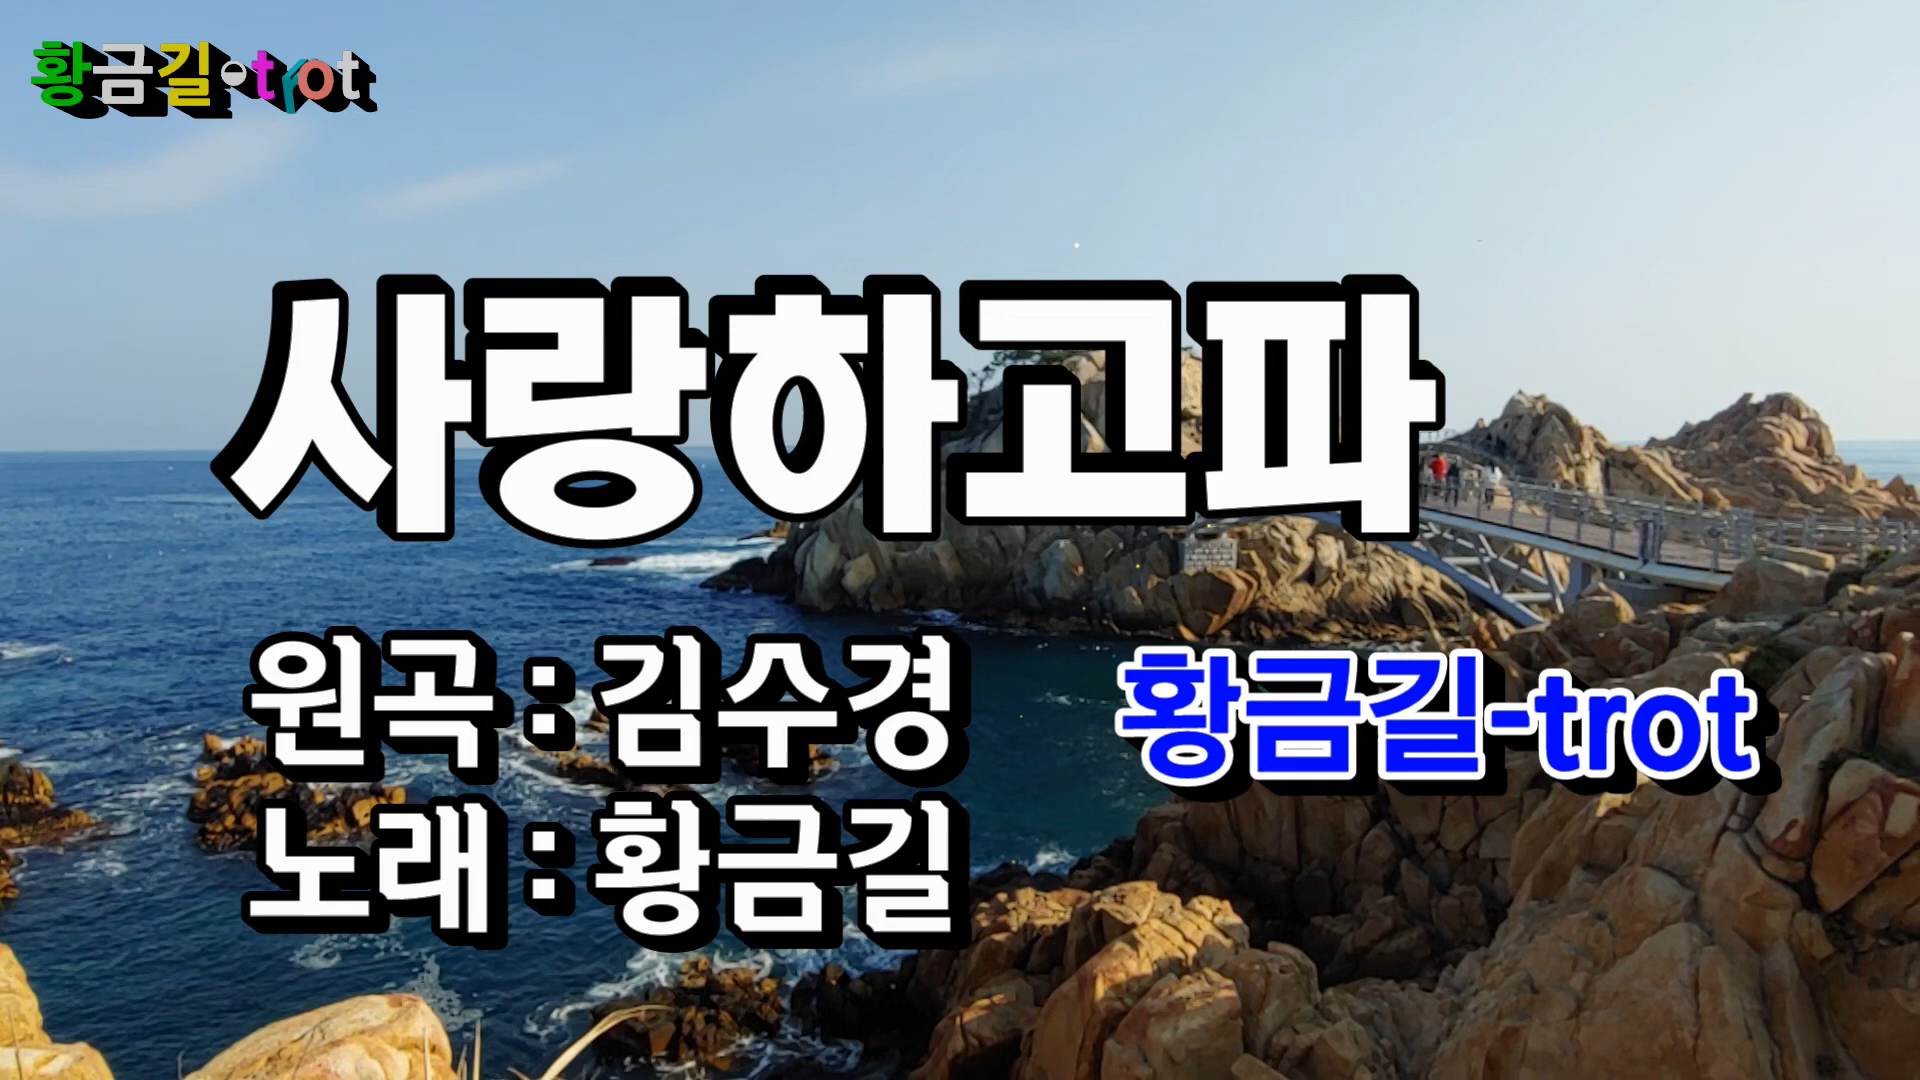 황금길·trot
사랑하고파
원곡 : 김수경
황금길-trot
노래 : 황금길